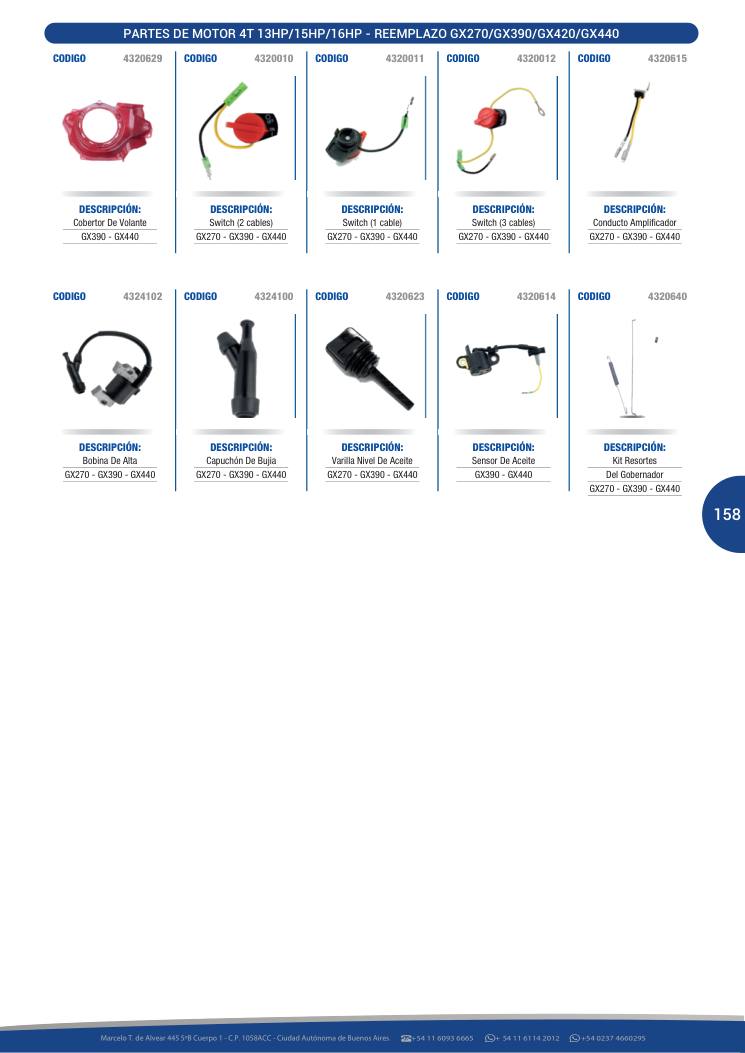 PARTES DE MOTOR 4T 13HP/15HP/16HP - REEMPLAZO GX270/GX390/GX420/GX440
CODIGO 4320629
DESCRIPCIÓN:
Cobertor De Volante
GX390 - GX440
CODIGO 4320010
DESCRIPCIÓN:
Switch (2 cables)
GX270 - GX390 - GX440
CODIGO 4320011
DESCRIPCIÓN:
Switch (1 cable)
GX270 - GX390 - GX440
CODIGO 4320012
DESCRIPCIÓN:
Switch (3 cables)
GX270 - GX390 - GX440
CODIGO 4320615
DESCRIPCIÓN:
Conducto Amplificador
GX270 - GX390 - GX440
CODIGO 4324102
DESCRIPCIÓN:
Bobina De Alta
GX270 - GX390 - GX440
CODIGO 4324100
DESCRIPCIÓN:
Capuchón De Bujia
GX270 - GX390 - GX440
CODIGO 4320623
DESCRIPCIÓN:
Varilla Nivel De Aceite
GX270 - GX390 - GX440
CODIGO 4320614
DESCRIPCIÓN:
Sensor De Aceite
GX390 - GX440
CODIGO 4320640
DESCRIPCIÓN:
Kit Resortes
Del Gobernador
GX270 - GX390 - GX440
158
Marcelo T. de Alvear 445 5ºB Cuerpo 1 - C.P. 1058ACC - Ciudad Autónoma de Buenos Aires +54 11 6093 6665 + 54 11 6114 2012 +54 0237 4660295